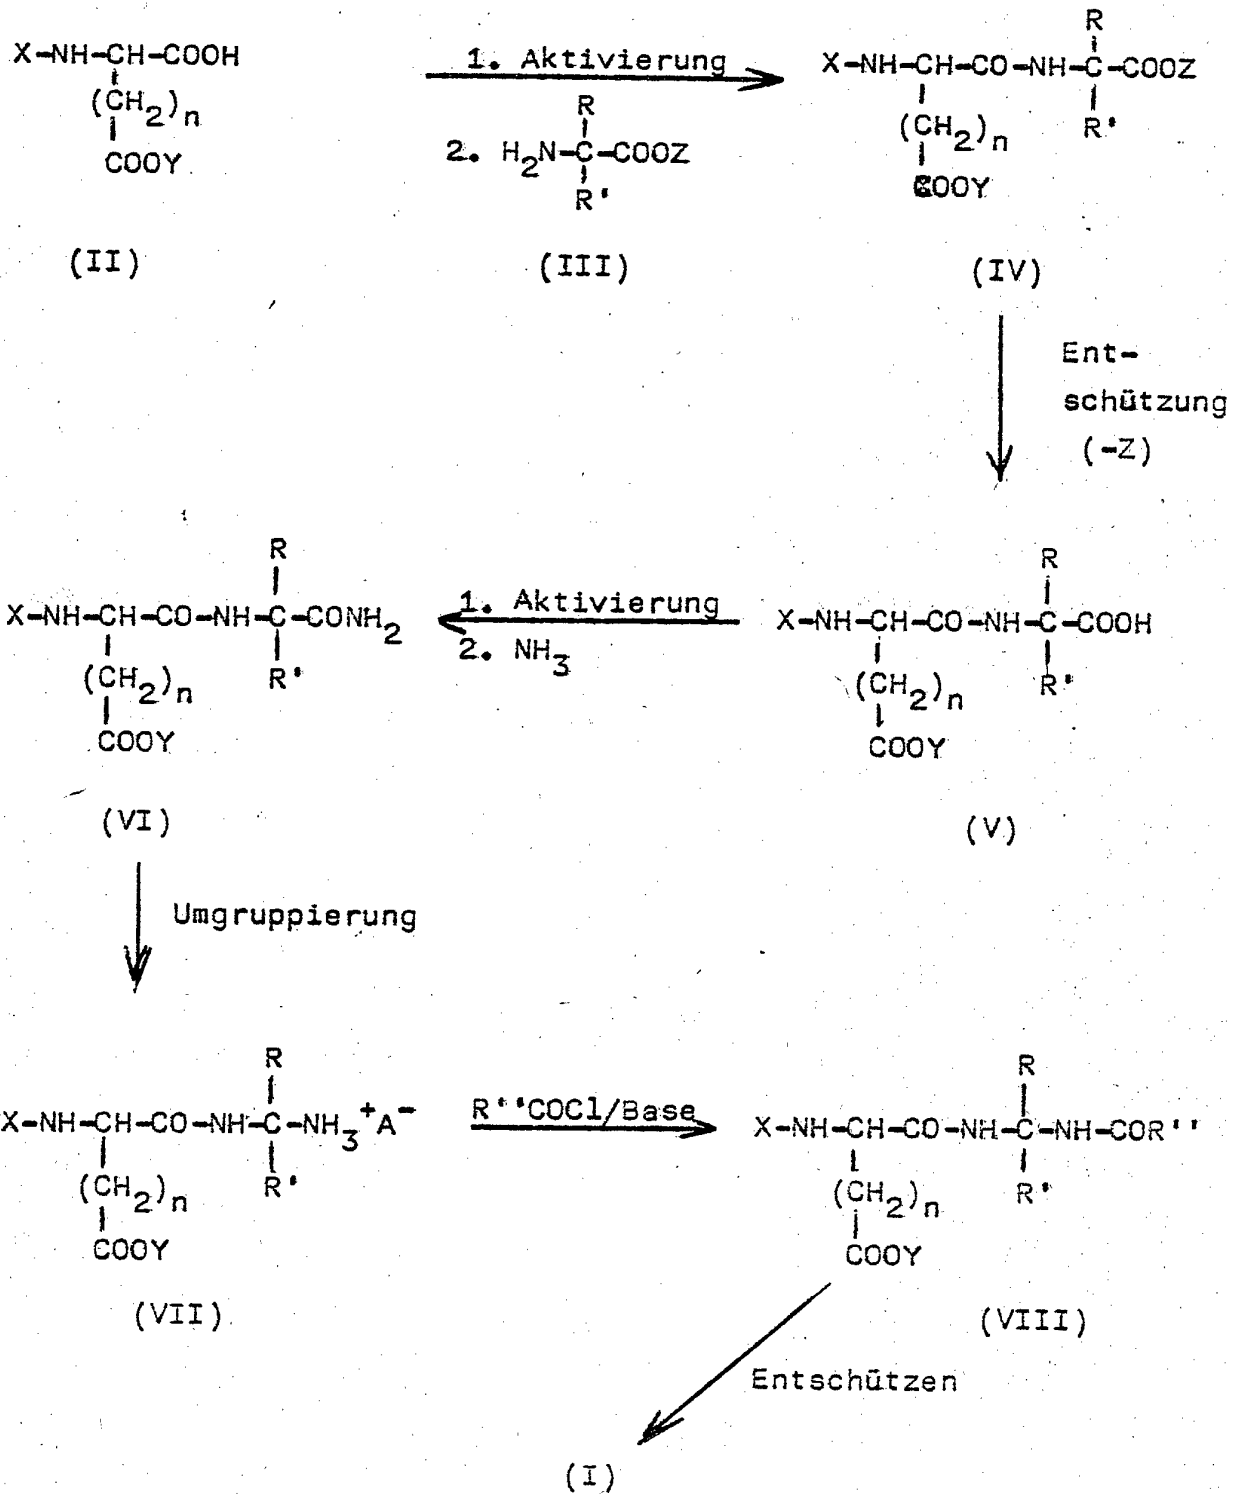 R
X-NH-CH-COOH 1. Aktivierung X-NH-CH-CO-NH-C-COOZ
(CH2)n R (CH2)n R'
COOY 2. H2N-C-COOZ COOY
R'
(II) (III) (IV)
Ent-
schützung
(-Z)
R R
X-NH-CH-CO-NH-C-CONH2 1. Aktivierung X-NH-CH-CO-NH-C-COOH
2. NH3
(CH2)n R' (CH2)n R'
COOY COOY
(VI) (V)
Umgruppierung
R R
X-NH-CH-CO-NH-C-NH3+A- R''COCl/Base X-NH-CH-CO-NH-C-NH-COR''
(CH2)n R' (CH2)n R'
COOY COOY
(VII) (VIII)
Entschützen
(I)